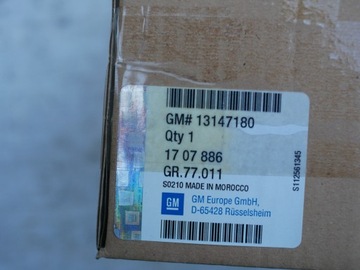 GM# 13147180
Qty 1
17 07 886
GR.77.011
S0210 MADE IN MOROCCO
GM
GM Europe GmbH,
D-65428 Rüsselsheim
S112561345